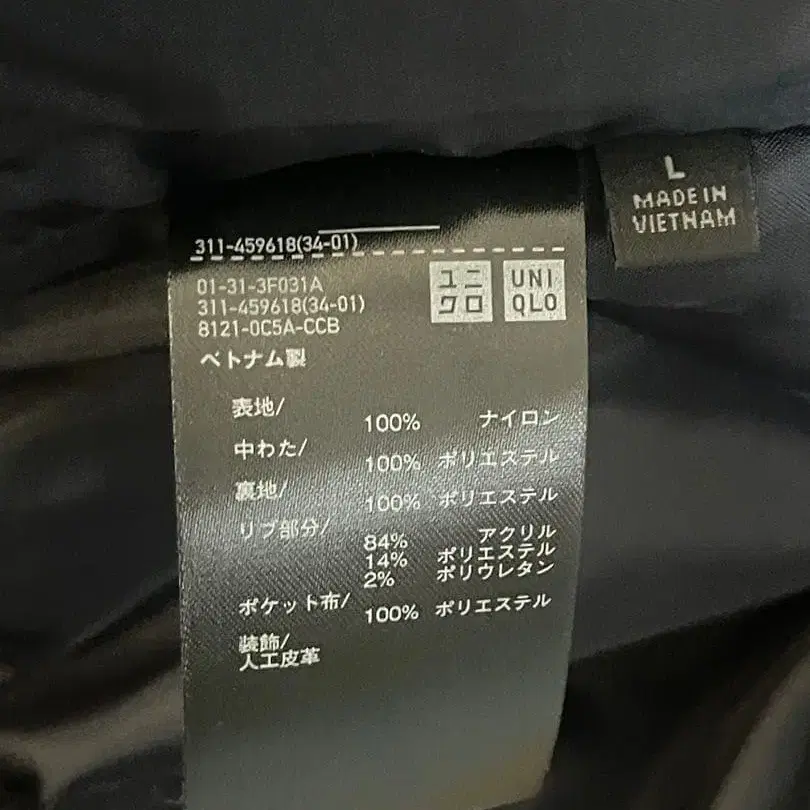 L
MADE IN
VIETNAM
311-459618(34-01)
01-31-3F031A
311-459618(34-01)
8121-0C5A-CCB
ユニ
クロ
UNI
QLO
ベトナム製
表地/
100% ナイロン
中わた/
100% ポリエステル
裏地/
100% ポリエステル
リブ部分/
84% アクリル
14% ポリエステル
2% ポリウレタン
ポケット布/
100% ポリエステル
装飾/
人工皮革